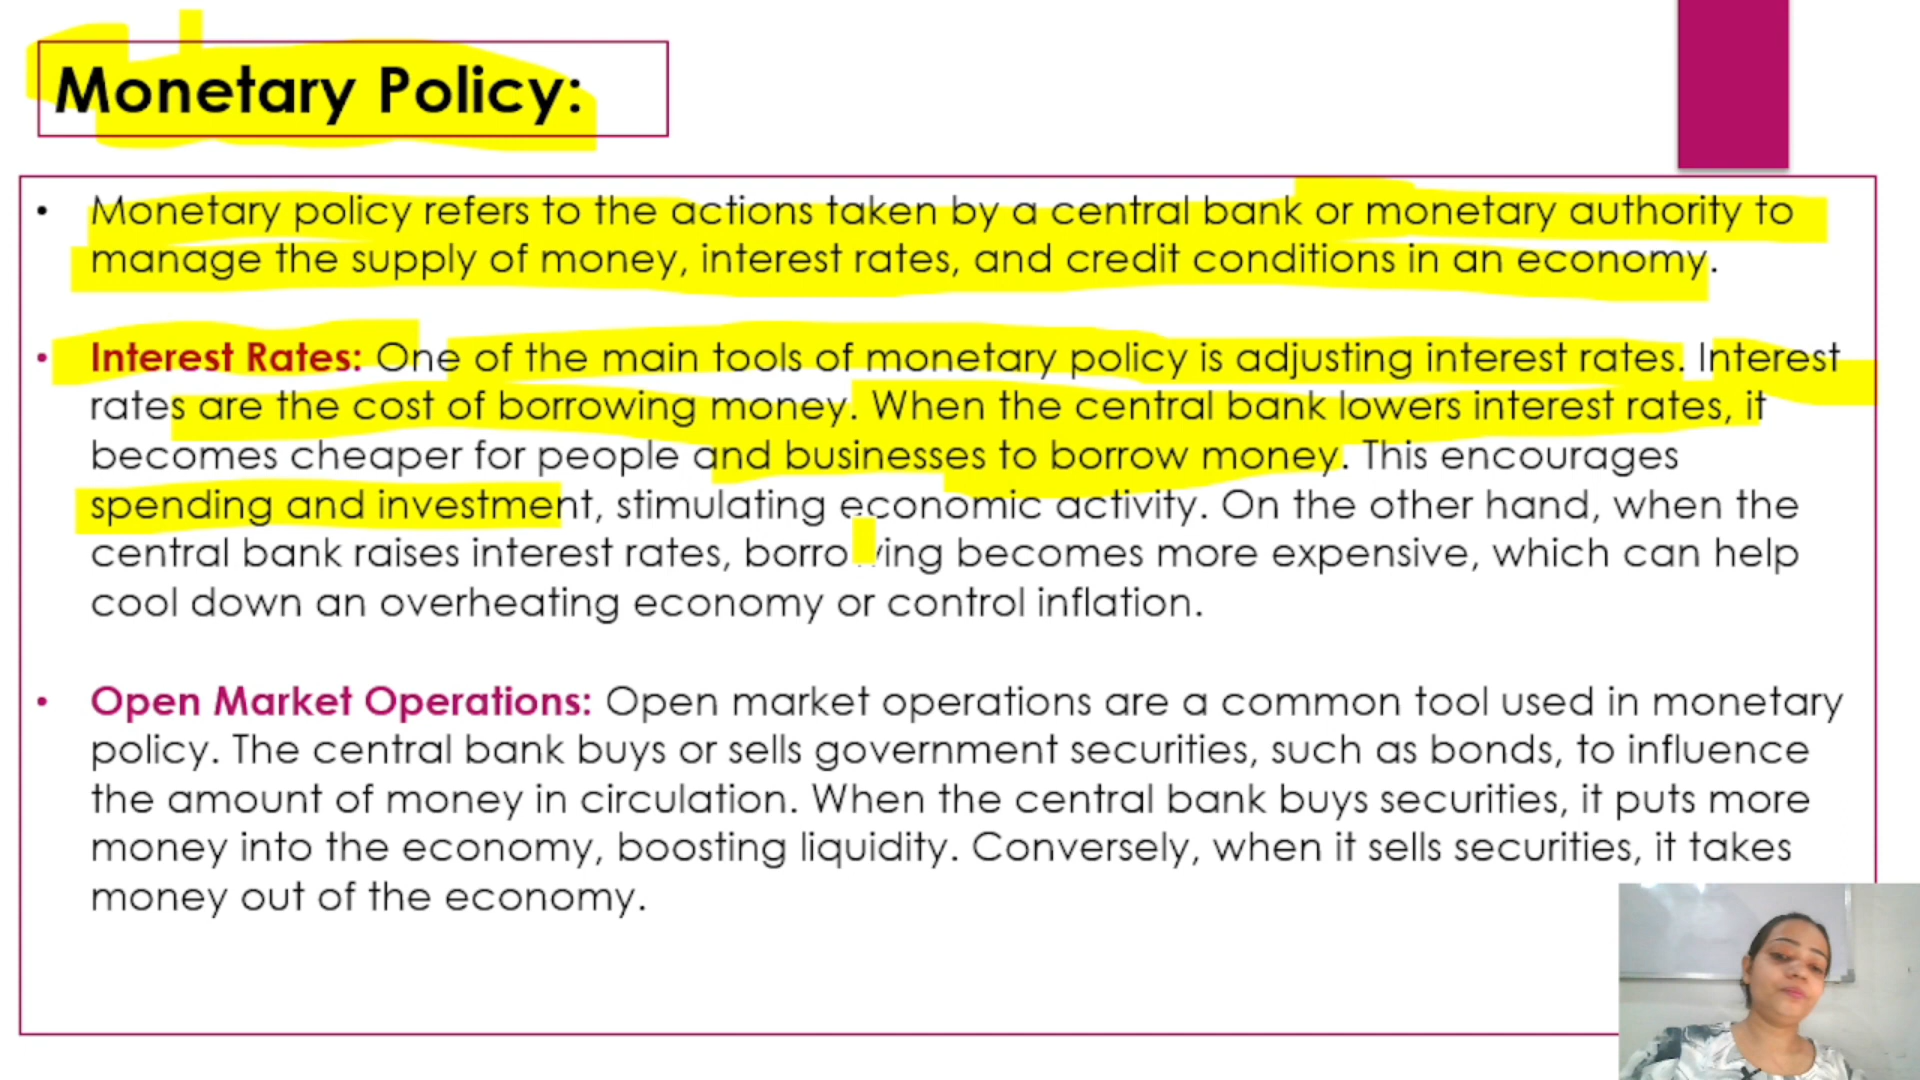 Monetary Policy:
• Monetary policy refers to the actions taken by a central bank or monetary authority to
manage the supply of money, interest rates, and credit conditions in an economy.
• Interest Rates: One of the main tools of monetary policy is adjusting interest rates. Interest
rates are the cost of borrowing money. When the central bank lowers interest rates, it
becomes cheaper for people and businesses to borrow money. This encourages
spending and investment, stimulating economic activity. On the other hand, when the
central bank raises interest rates, borrowing becomes more expensive, which can help
cool down an overheating economy or control inflation.
• Open Market Operations: Open market operations are a common tool used in monetary
policy. The central bank buys or sells government securities, such as bonds, to influence
the amount of money in circulation. When the central bank buys securities, it puts more
money into the economy, boosting liquidity. Conversely, when it sells securities, it takes
money out of the economy.